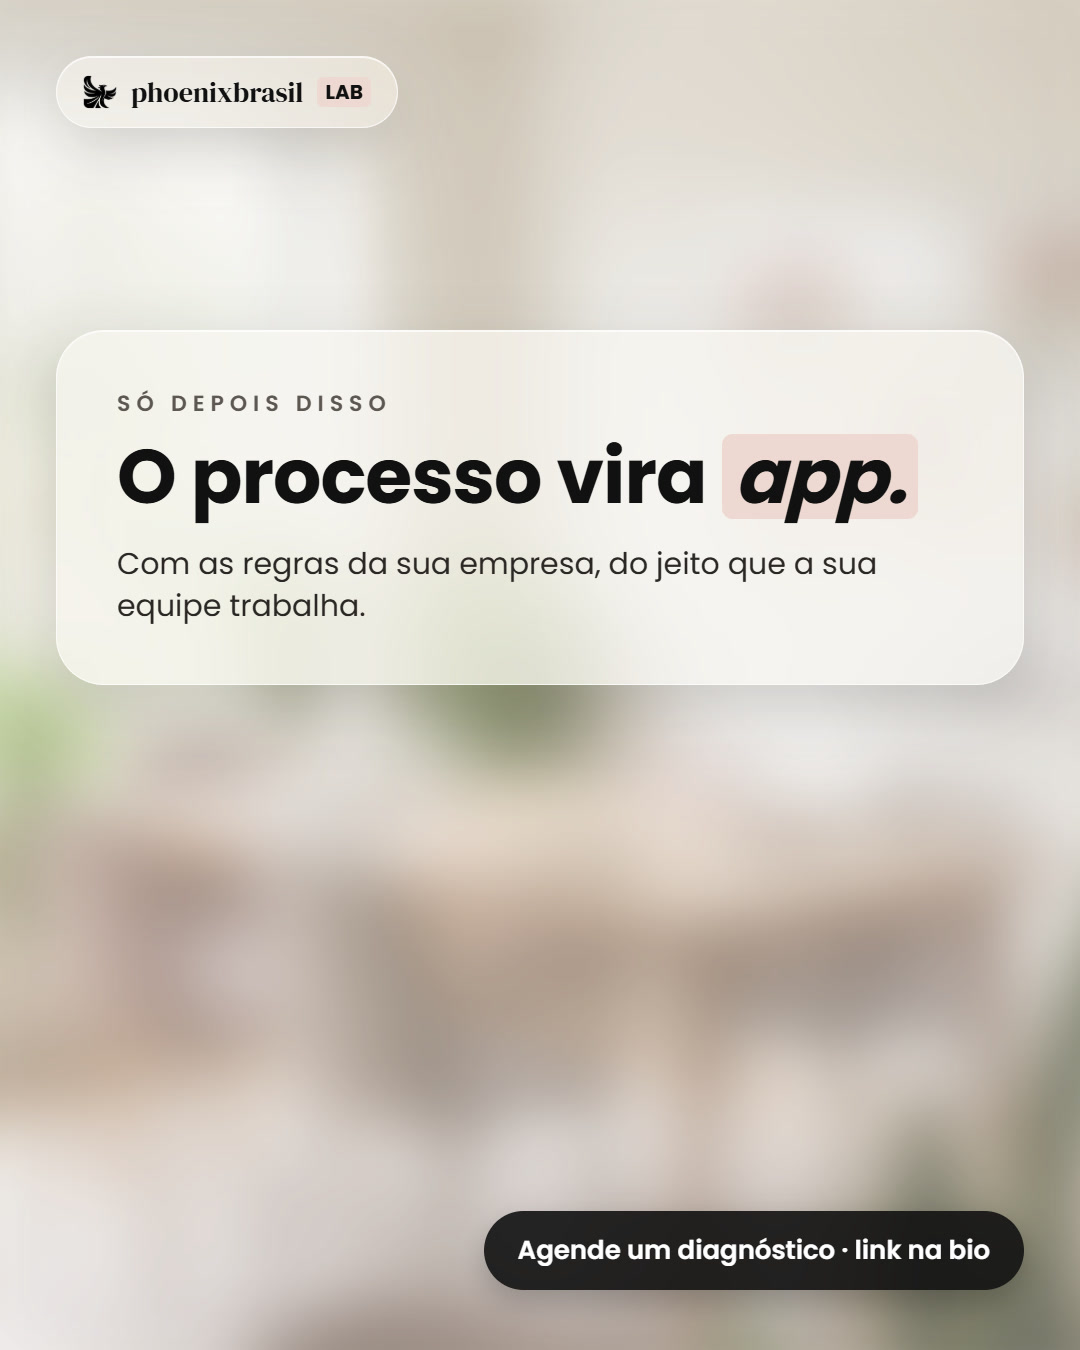 phoenixbrasil LAB
SÓ DEPOIS DISSO
O processo vira app.
Com as regras da sua empresa, do jeito que a sua
equipe trabalha.
Agende um diagnóstico · link na bio